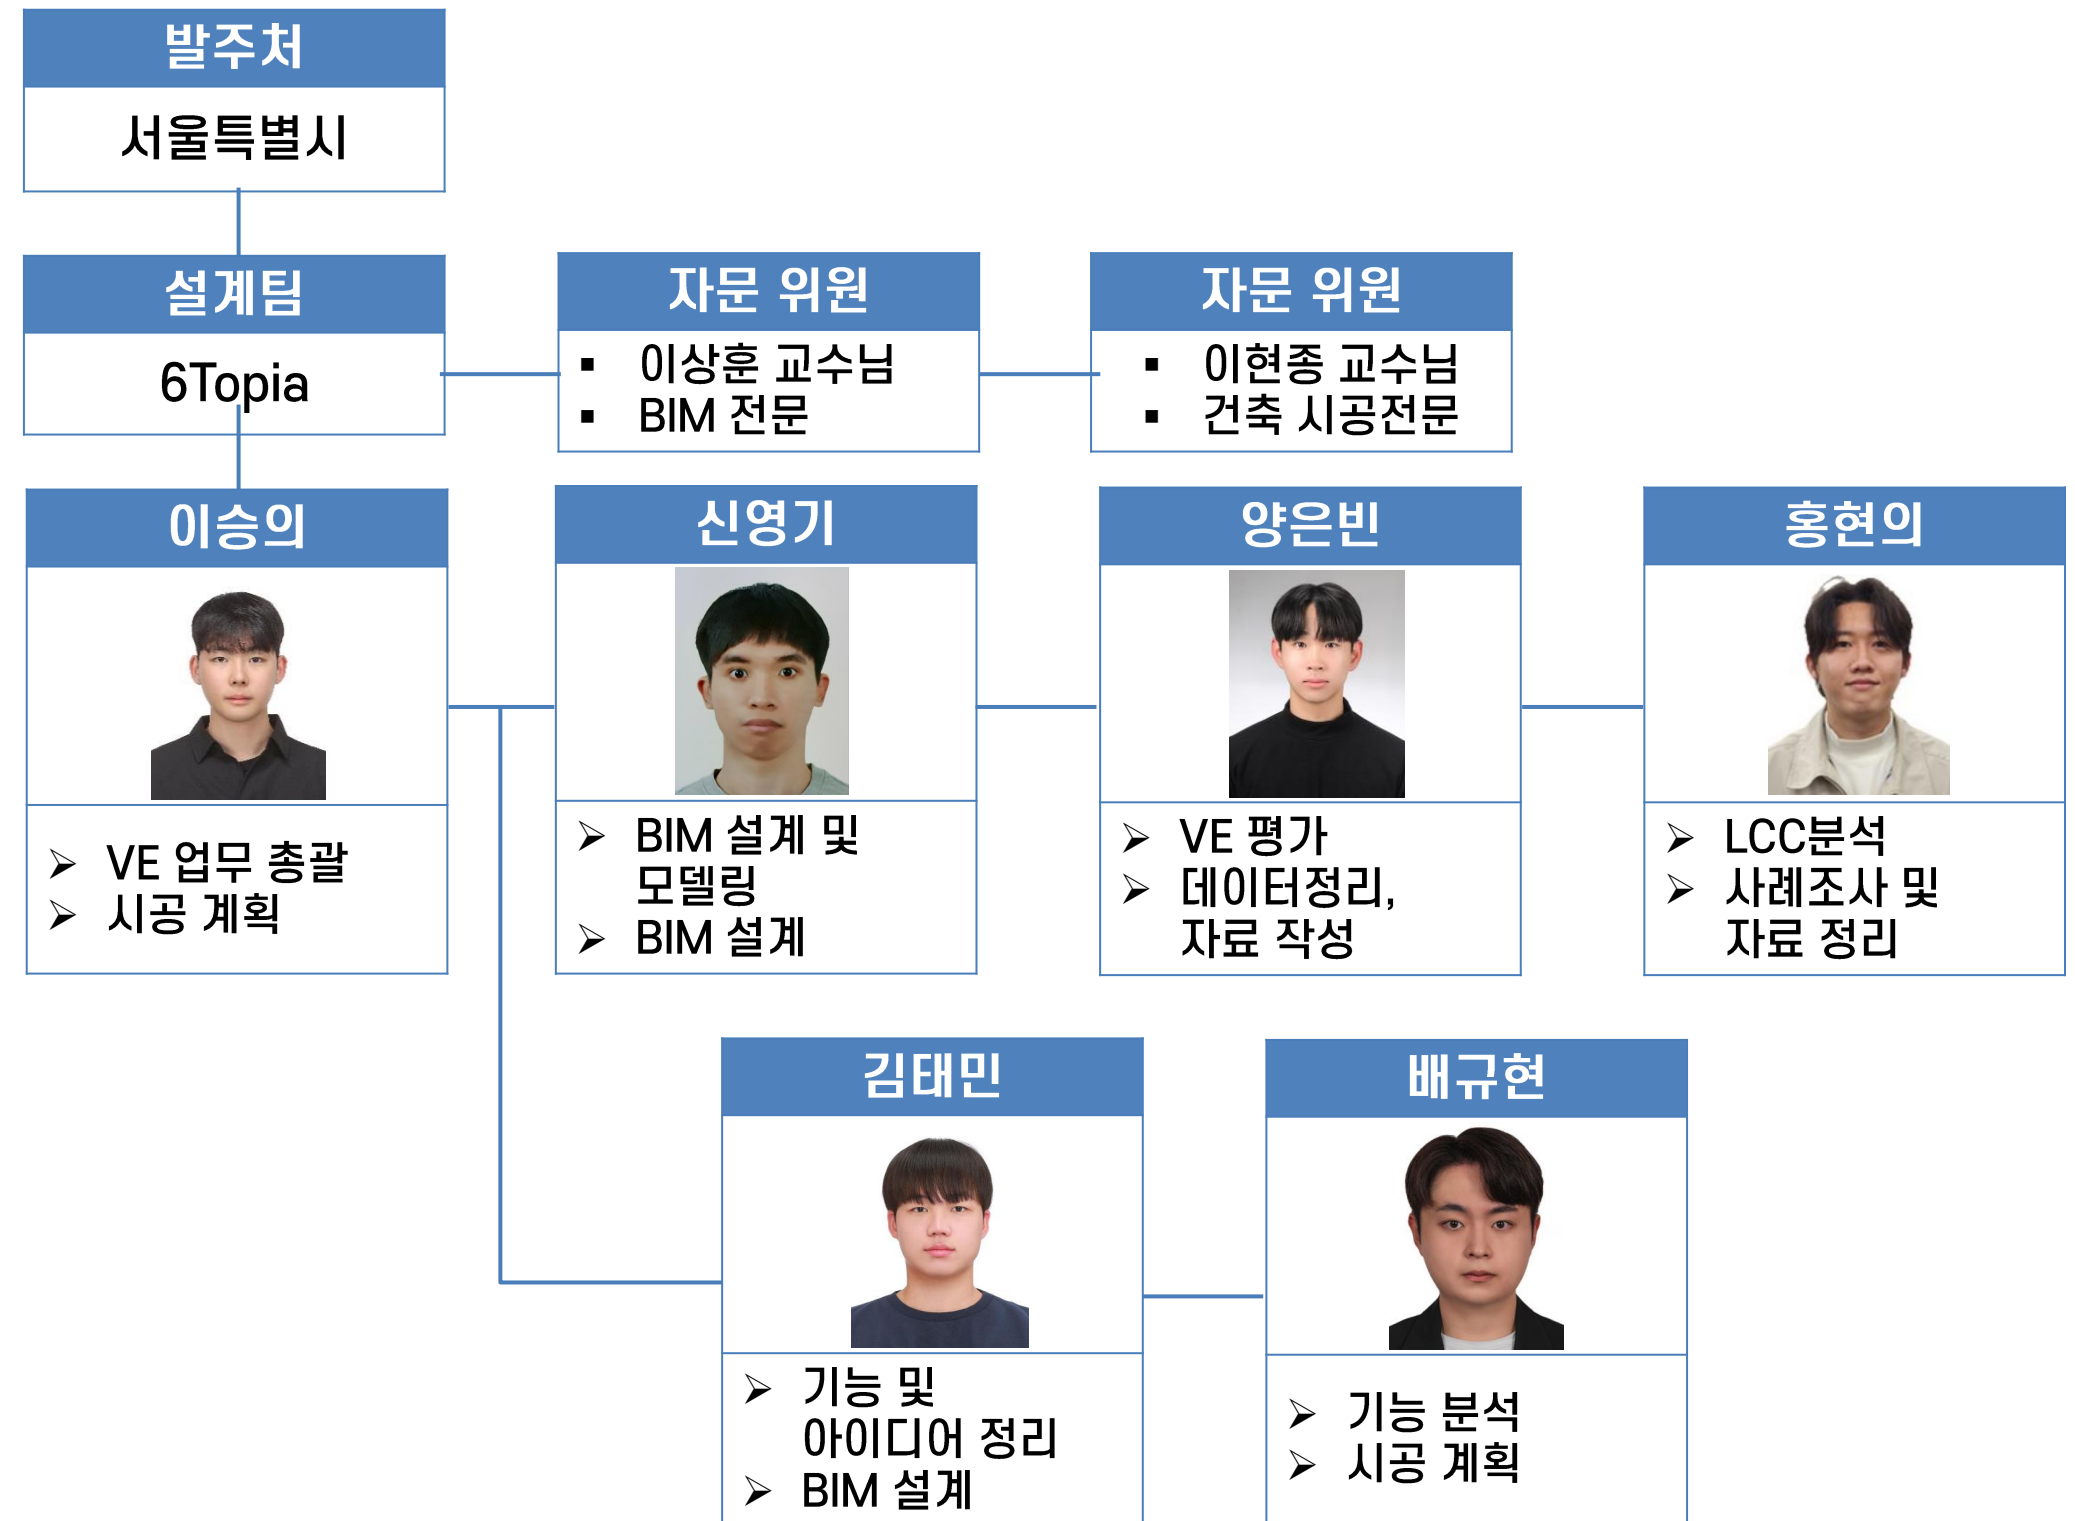 발주처
서울특별시
설계팀
6Topia
자문 위원
▪ 이상훈 교수님
▪ BIM 전문
자문 위원
▪ 이현종 교수님
▪ 건축 시공전문
이승의
➢ VE 업무 총괄
➢ 시공 계획
신영기
➢ BIM 설계 및
모델링
➢ BIM 설계
양은빈
➢ VE 평가
➢ 데이터정리,
자료 작성
홍현의
➢ LCC분석
➢ 사례조사 및
자료 정리
김태민
➢ 기능 및
아이디어 정리
➢ BIM 설계
배규현
➢ 기능 분석
➢ 시공 계획